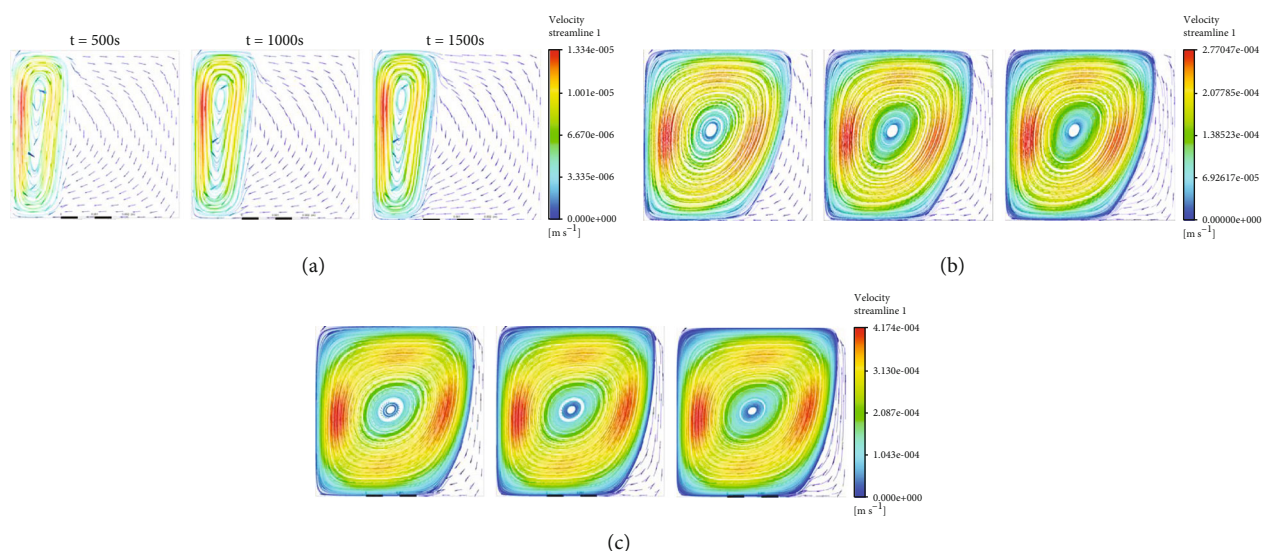 t = 500s
t = 1000s
t = 1500s
Velocity
streamline 1
1.334e-005
1.001e-005
6.670e-006
3.335e-006
0.000e+000
[m s⁻¹]
(a)
Velocity
streamline 1
2.77047e-004
2.07785e-004
1.38523e-004
6.92617e-005
0.00000e+000
[m s⁻¹]
(b)
Velocity
streamline 1
4.174e-004
3.130e-004
2.087e-004
1.043e-004
0.000e+000
[m s⁻¹]
(c)